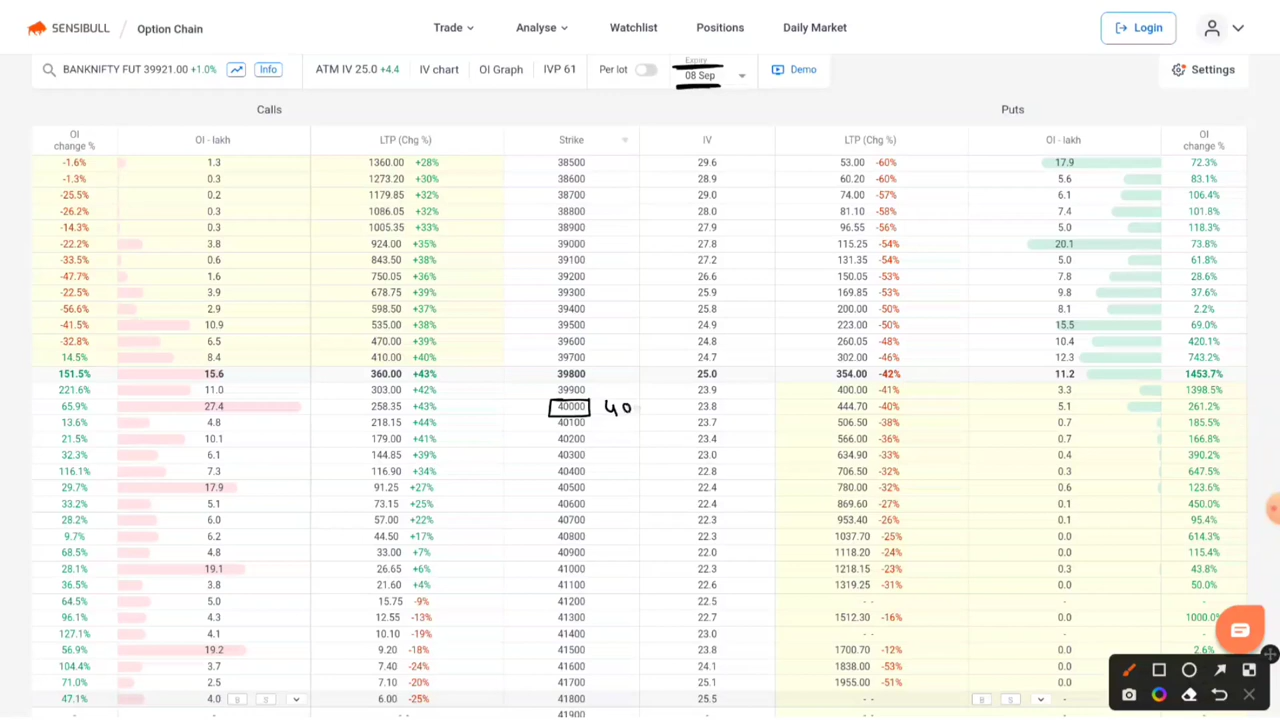 SENSIBULL / Option Chain Trade Analyse Watchlist Positions Daily Market Login
BANKNIFTY FUT 39921.00 +1.0% Info ATM IV 25.0 +4.4 IV chart OI Graph IVP 61 Per lot Expiry 08 Sep Demo Settings
Calls Puts
OI change % OI - lakh LTP (Chg %) Strike IV LTP (Chg %) OI - lakh OI change %
-1.6% 1.3 1360.00 +28% 38500 29.6 53.00 -60% 17.9 72.3%
-1.3% 0.3 1273.20 +30% 38600 28.9 60.20 -60% 5.6 83.1%
-25.5% 0.2 1179.85 +32% 38700 29.0 74.00 -57% 6.1 106.4%
-26.2% 0.3 1086.05 +32% 38800 28.0 81.10 -58% 7.4 101.8%
-14.3% 0.3 1005.35 +33% 38900 27.9 96.55 -56% 5.0 118.3%
-22.2% 3.8 924.00 +35% 39000 27.8 115.25 -54% 20.1 73.8%
-33.5% 0.6 843.50 +38% 39100 27.2 131.35 -54% 5.0 61.8%
-47.7% 1.6 750.05 +36% 39200 26.6 150.05 -53% 7.8 28.6%
-22.5% 3.9 678.75 +39% 39300 25.9 169.85 -53% 9.8 37.6%
-56.6% 2.9 598.50 +37% 39400 25.6 200.00 -50% 8.1 2.2%
-41.5% 10.9 535.00 +38% 39500 24.9 223.00 -50% 15.5 69.0%
-32.8% 6.5 470.00 +39% 39600 24.8 260.05 -48% 10.4 420.1%
14.5% 8.4 410.00 +40% 39700 24.7 302.00 -46% 12.3 743.2%
151.5% 15.6 360.00 +43% 39800 25.0 354.00 -42% 11.2 1453.7%
221.6% 11.0 303.00 +42% 39900 23.9 400.00 -41% 3.3 1398.5%
65.9% 27.4 258.35 +43% 40000 40 23.8 444.70 -40% 5.1 261.2%
13.6% 4.8 218.15 +44% 40100 23.7 506.50 -38% 0.7 185.5%
21.5% 10.1 179.00 +41% 40200 23.4 566.00 -36% 0.7 166.8%
32.3% 6.1 144.85 +39% 40300 23.0 634.90 -33% 0.4 390.2%
116.1% 7.3 116.90 +34% 40400 22.8 706.50 -32% 0.3 647.5%
29.7% 17.9 91.25 +27% 40500 22.4 780.00 -32% 0.6 123.6%
33.2% 5.1 73.15 +25% 40600 22.4 869.60 -27% 0.1 450.0%
28.2% 6.0 57.00 +22% 40700 22.3 953.40 -26% 0.1 95.4%
9.7% 6.2 44.50 +17% 40800 22.3 1037.70 -25% 0.0 614.3%
68.5% 4.8 33.00 +7% 40900 22.0 1118.20 -24% 0.0 115.4%
28.1% 19.1 26.65 +6% 41000 22.3 1218.15 -23% 0.3 43.8%
36.5% 3.8 21.60 +4% 41100 22.6 1319.25 -31% 0.0 50.0%
64.5% 5.0 15.75 -9% 41200 22.5 - - - -
96.1% 4.3 12.55 -13% 41300 22.7 1512.30 -16% 0.0 1000.0%
127.1% 4.1 10.10 -19% 41400 23.0 - - - -
56.9% 19.2 9.20 -18% 41500 23.8 1700.70 -12% 0.0 2.6%
104.4% 3.7 7.40 -24% 41600 24.1 1838.00 -53% 0.0
71.0% 2.5 7.10 -20% 41700 25.1 1955.00 -51% 0.0
47.1% 4.0 B S 6.00 -25% 41800 25.5 - - B S - -
- - - - 41900 - - - - -